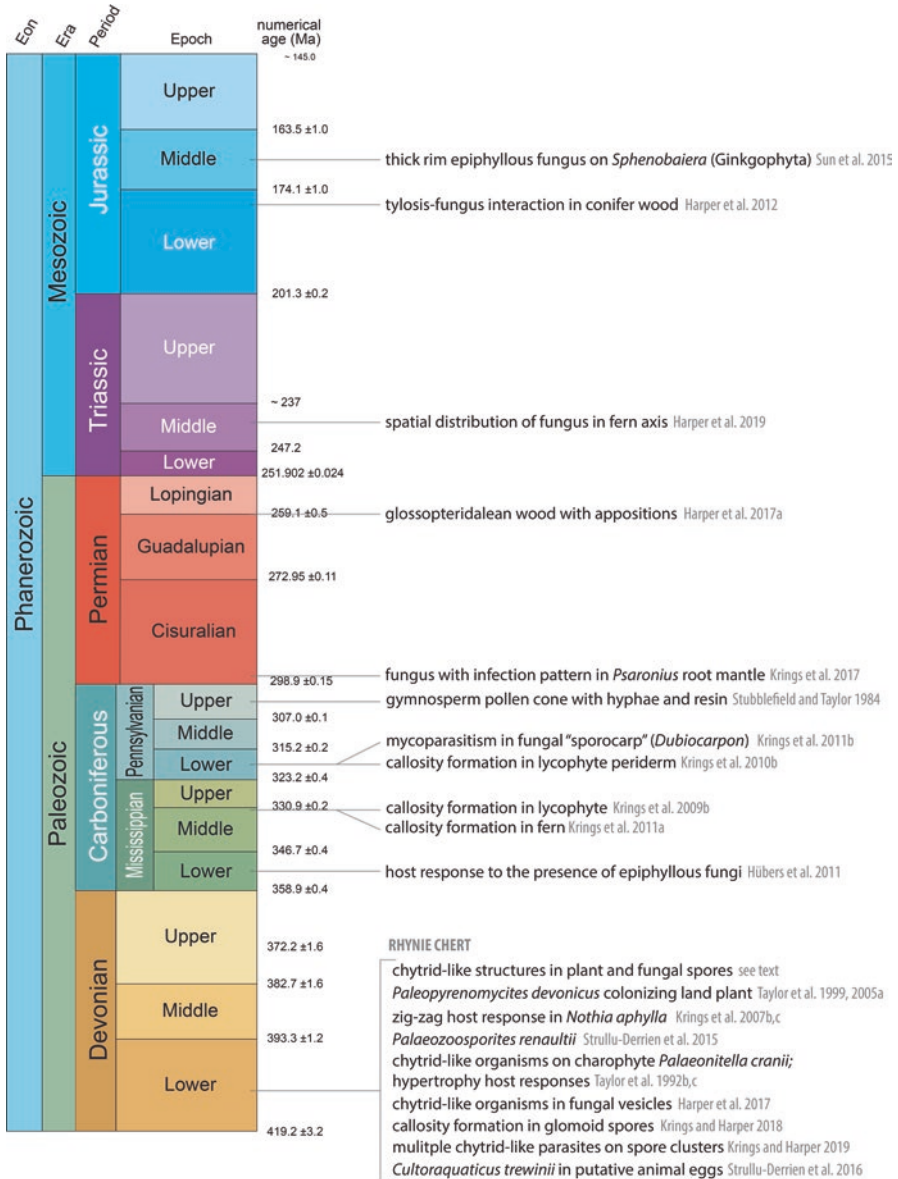 Eon
Era
Period
Epoch
numerical
age (Ma)
~ 145.0
Phanerozoic
Mesozoic
Paleozoic
Jurassic
Upper
163.5 ±1.0
Middle
thick rim epiphyllous fungus on Sphenobaiera (Ginkgophyta) Sun et al. 2015
174.1 ±1.0
tylosis-fungus interaction in conifer wood Harper et al. 2012
Lower
201.3 ±0.2
Triassic
Upper
~ 237
Middle
spatial distribution of fungus in fern axis Harper et al. 2019
247.2
Lower
251.902 ±0.024
Permian
Lopingian
259.1 ±0.5
glossopteridalean wood with appositions Harper et al. 2017a
Guadalupian
272.95 ±0.11
Cisuralian
fungus with infection pattern in Psaronius root mantle Krings et al. 2017
298.9 ±0.15
Carboniferous
Pennsylvanian
Upper
gymnosperm pollen cone with hyphae and resin Stubblefield and Taylor 1984
307.0 ±0.1
Middle
mycoparasitism in fungal "sporocarp" (Dubiocarpon) Krings et al. 2011b
315.2 ±0.2
Lower
callosity formation in lycophyte periderm Krings et al. 2010b
323.2 ±0.4
Mississippian
Upper
callosity formation in lycophyte Krings et al. 2009b
330.9 ±0.2
callosity formation in fern Krings et al. 2011a
Middle
346.7 ±0.4
Lower
host response to the presence of epiphyllous fungi Hübers et al. 2011
358.9 ±0.4
Devonian
Upper
372.2 ±1.6
382.7 ±1.6
Middle
393.3 ±1.2
Lower
419.2 ±3.2
RHYNIE CHERT
chytrid-like structures in plant and fungal spores see text
Paleopyrenomycites devonicus colonizing land plant Taylor et al. 1999, 2005a
zig-zag host response in Nothia aphylla Krings et al. 2007b,c
Palaeozoosporites renaultii Strullu-Derrien et al. 2015
chytrid-like organisms on charophyte Palaeonitella cranii;
hypertrophy host responses Taylor et al. 1992b,c
chytrid-like organisms in fungal vesicles Harper et al. 2017
callosity formation in glomoid spores Krings and Harper 2018
mulitple chytrid-like parasites on spore clusters Krings and Harper 2019
Cultoraquaticus trewinii in putative animal eggs Strullu-Derrien et al. 2016